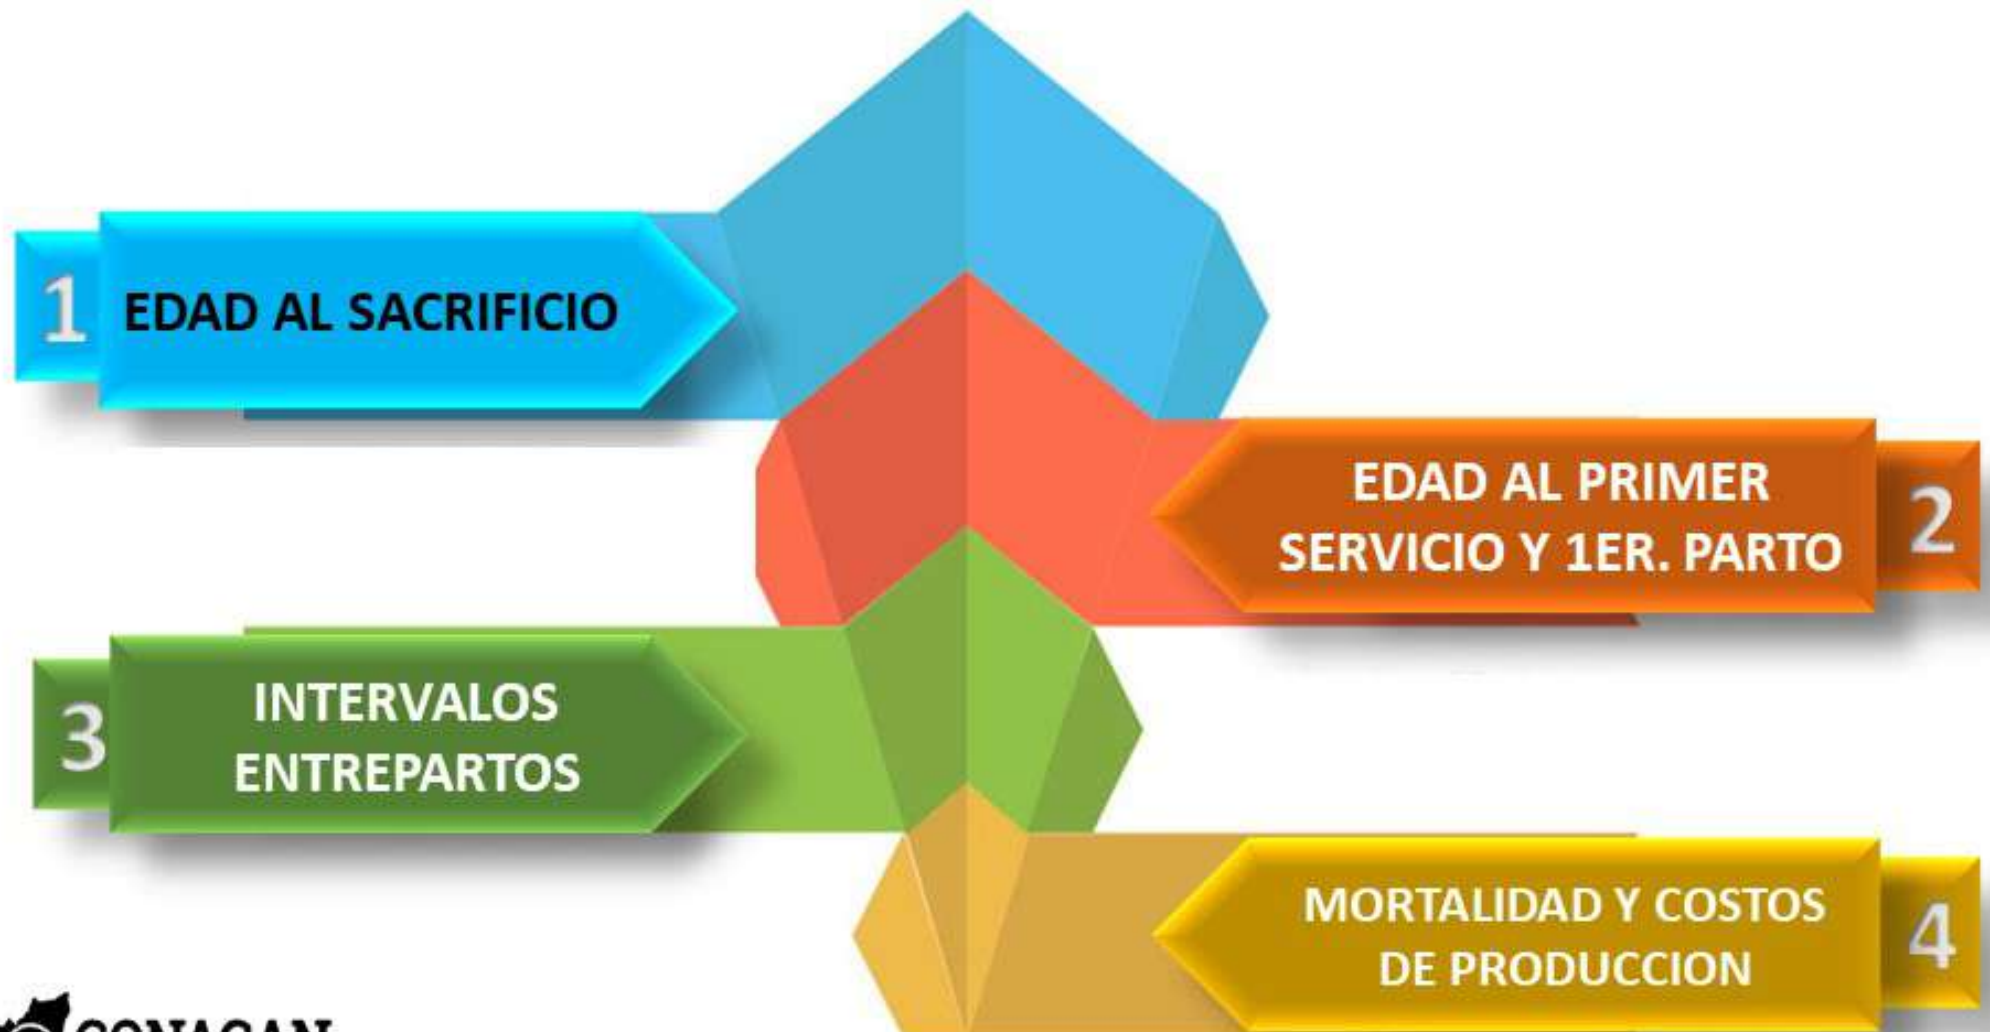 1
EDAD AL SACRIFICIO
EDAD AL PRIMER
SERVICIO Y 1ER. PARTO
2
3
INTERVALOS
ENTREPARTOS
MORTALIDAD Y COSTOS
DE PRODUCCION
4
CONAGAN